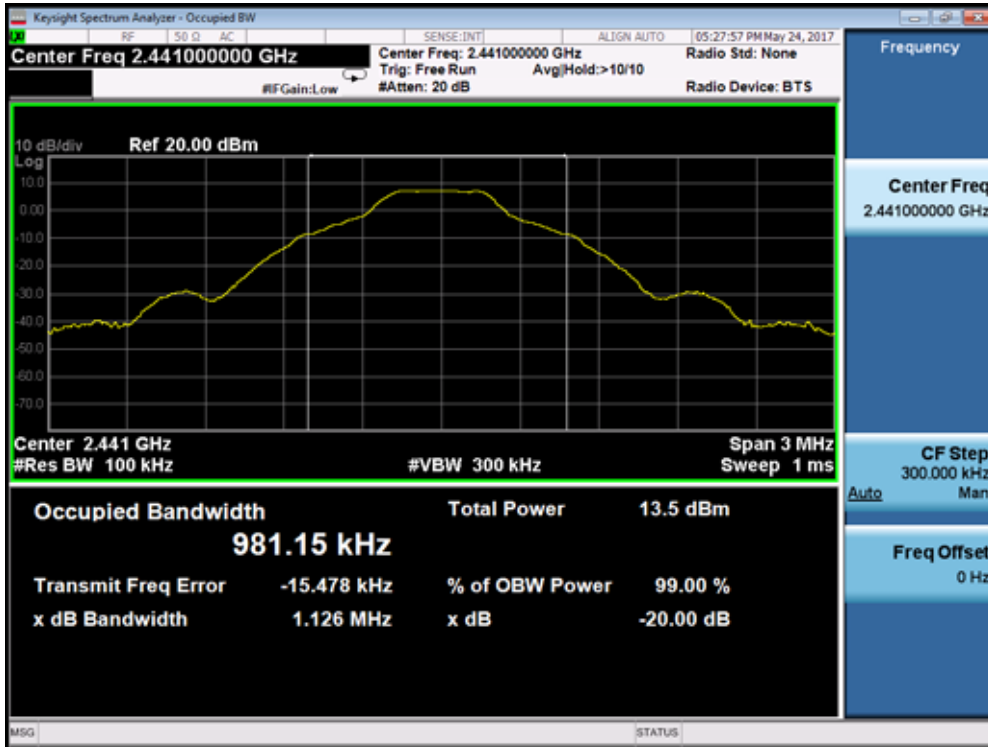 Keysight Spectrum Analyzer - Occupied BW
RF 50 Ω AC SENSE:INT ALIGN AUTO 05:27:57 PM May 24, 2017
Center Freq 2.441000000 GHz
Center Freq: 2.441000000 GHz Radio Std: None
Trig: Free Run Avg|Hold:>10/10
#IFGain:Low #Atten: 20 dB Radio Device: BTS
10 dB/div Ref 20.00 dBm
Log
10.0
0.00
-10.0
-20.0
-30.0
-40.0
-50.0
-60.0
-70.0
Center 2.441 GHz Span 3 MHz
#Res BW 100 kHz #VBW 300 kHz Sweep 1 ms
Occupied Bandwidth Total Power 13.5 dBm
981.15 kHz
Transmit Freq Error -15.478 kHz % of OBW Power 99.00 %
x dB Bandwidth 1.126 MHz x dB -20.00 dB
Frequency
Center Freq
2.441000000 GHz
CF Step
300.000 kHz
Auto Man
Freq Offset
0 Hz
MSG STATUS